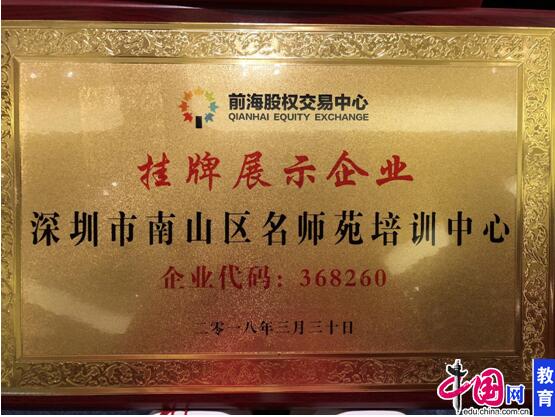 前海股权交易中心
QIANHAI EQUITY EXCHANGE
挂牌展示企业
深圳市南山区名师苑培训中心
企业代码：368260
二零一八年三月三十日
中国网
edu.china.com.cn
教育